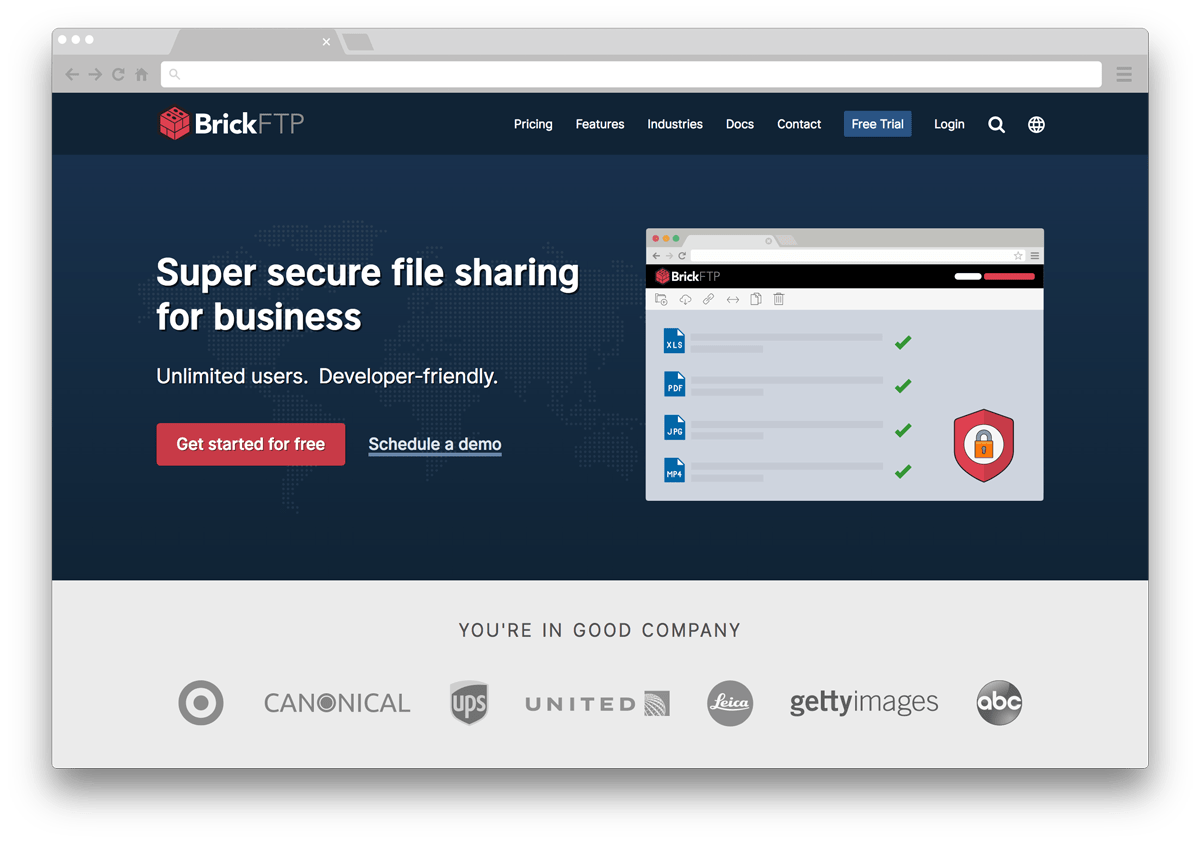 BrickFTP
Pricing Features Industries Docs Contact Free Trial Login
Super secure file sharing
for business
Unlimited users. Developer-friendly.
Get started for free Schedule a demo
BrickFTP
XLS
PDF
JPG
MP4
YOU'RE IN GOOD COMPANY
CANONICAL ups UNITED Leica gettyimages abc